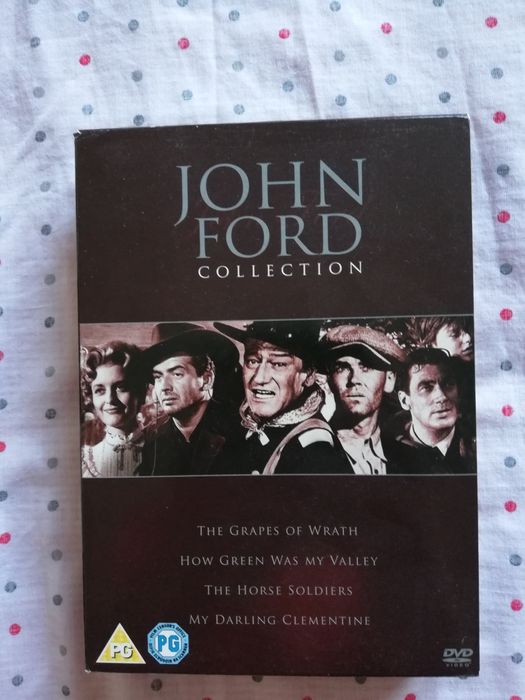 JOHN
FORD
COLLECTION
THE GRAPES OF WRATH
HOW GREEN WAS MY VALLEY
THE HORSE SOLDIERS
MY DARLING CLEMENTINE
PG
PG
DVD
VIDEO